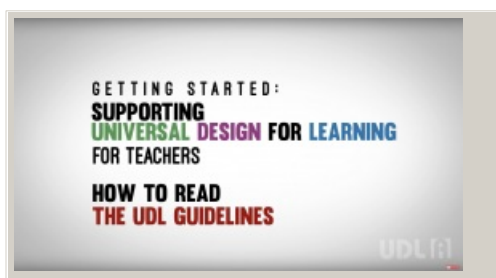 GETTING STARTED:
SUPPORTING
UNIVERSAL DESIGN FOR LEARNING
FOR TEACHERS
HOW TO READ
THE UDL GUIDELINES
UDL